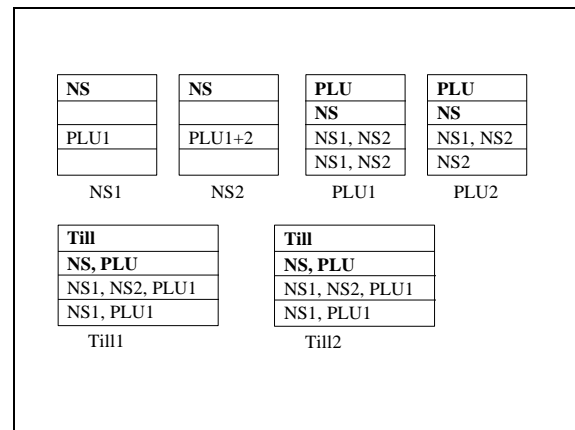 NS
PLU1
NS1
NS
PLU1+2
NS2
PLU
NS
NS1, NS2
NS1, NS2
PLU1
PLU
NS
NS1, NS2
NS2
PLU2
Till
NS, PLU
NS1, NS2, PLU1
NS1, PLU1
Till1
Till
NS, PLU
NS1, NS2, PLU1
NS1, PLU1
Till2